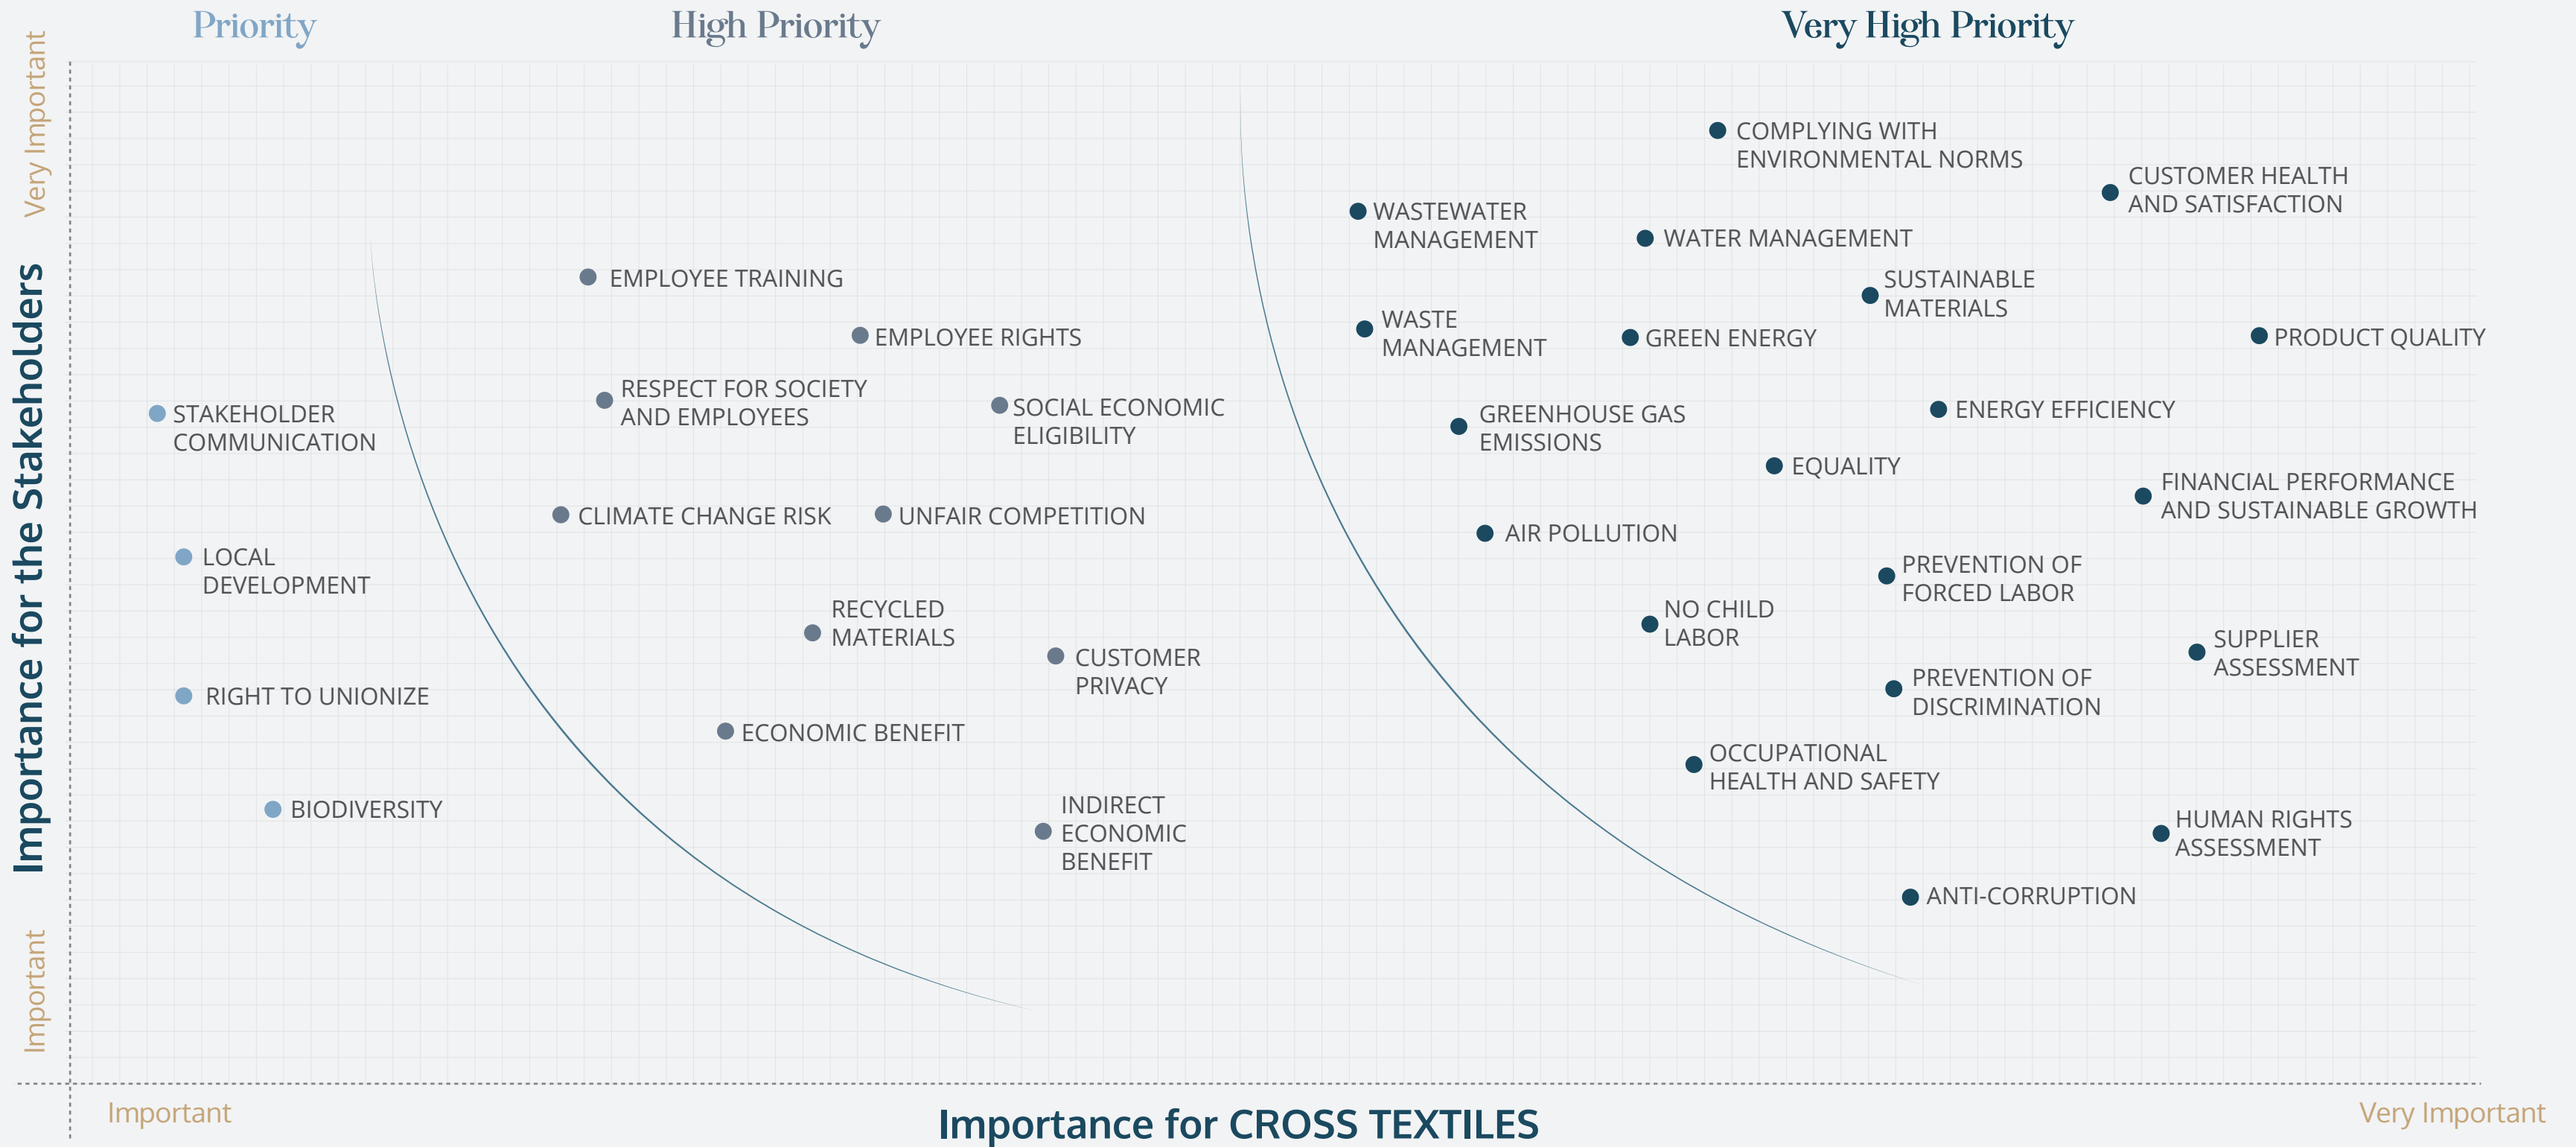 Priority
High Priority
Very High Priority
Very Important
Importance for the Stakeholders
Important
COMPLYING WITH
ENVIRONMENTAL NORMS
CUSTOMER HEALTH
AND SATISFACTION
WASTEWATER
MANAGEMENT
WATER MANAGEMENT
EMPLOYEE TRAINING
SUSTAINABLE
MATERIALS
EMPLOYEE RIGHTS
WASTE
MANAGEMENT
GREEN ENERGY
PRODUCT QUALITY
STAKEHOLDER
COMMUNICATION
RESPECT FOR SOCIETY
AND EMPLOYEES
SOCIAL ECONOMIC
ELIGIBILITY
GREENHOUSE GAS
EMISSIONS
ENERGY EFFICIENCY
EQUALITY
FINANCIAL PERFORMANCE
AND SUSTAINABLE GROWTH
CLIMATE CHANGE RISK
UNFAIR COMPETITION
AIR POLLUTION
LOCAL
DEVELOPMENT
PREVENTION OF
FORCED LABOR
RECYCLED
MATERIALS
NO CHILD
LABOR
CUSTOMER
PRIVACY
SUPPLIER
ASSESSMENT
RIGHT TO UNIONIZE
PREVENTION OF
DISCRIMINATION
ECONOMIC BENEFIT
OCCUPATIONAL
HEALTH AND SAFETY
BIODIVERSITY
INDIRECT
ECONOMIC
BENEFIT
HUMAN RIGHTS
ASSESSMENT
ANTI-CORRUPTION
Important
Importance for CROSS TEXTILES
Very Important